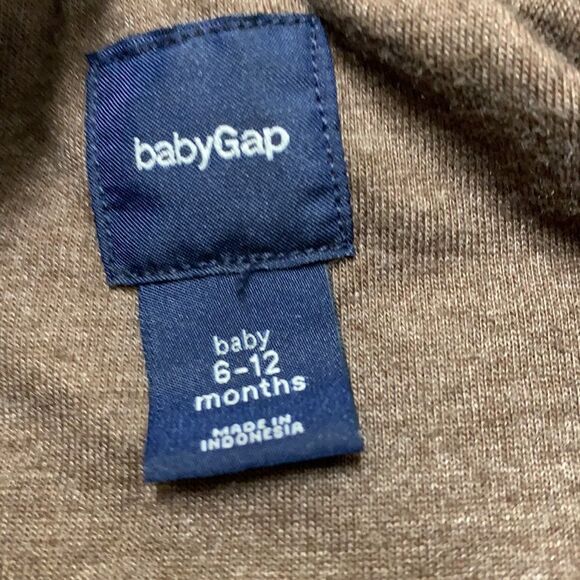 babyGap
baby
6-12
months
MADE IN
INDONESIA